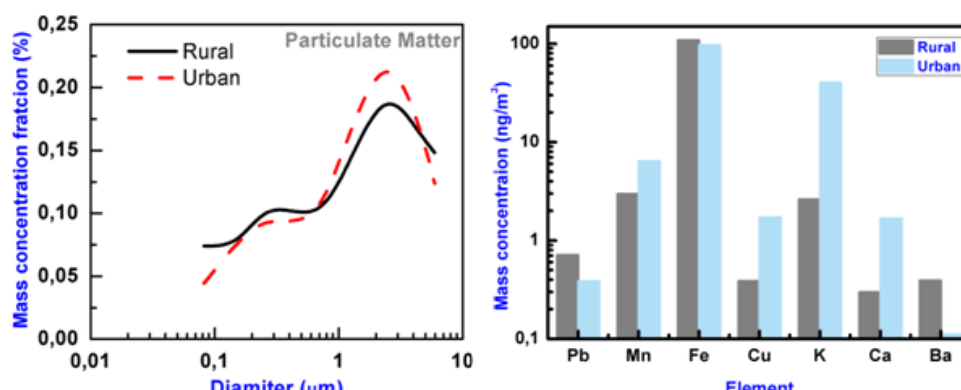 Mass concentration fratcion (%)
0,25
0,20
0,15
0,10
0,05
0,00
Particulate Matter
Rural
Urban
0,01
0,1
1
10
Diamiter (µm)
Mass concentraion (ng/m³)
100
10
1
0,1
Rural
Urban
Pb Mn Fe Cu K Ca Ba
Element